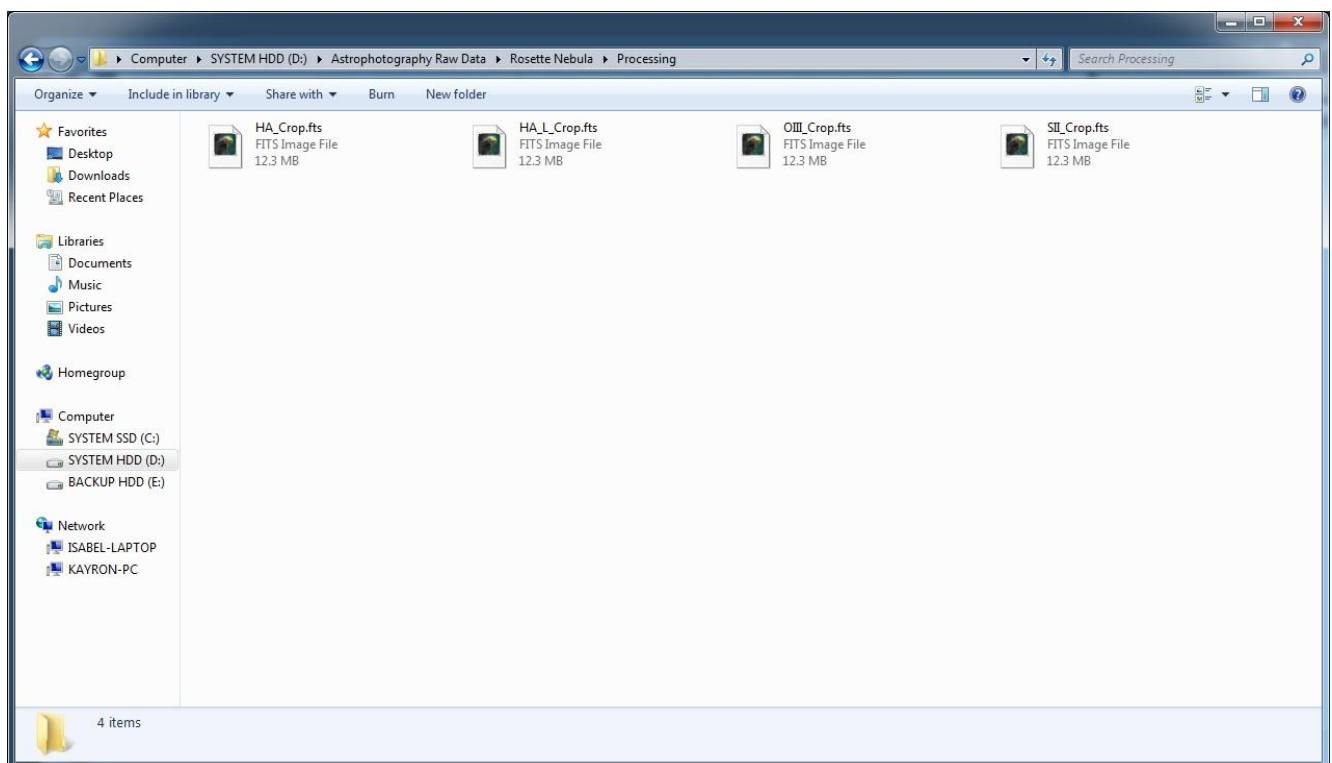 Computer SYSTEM HDD (D:) Astrophotography Raw Data Rosette Nebula Processing
Search Processing
Organize Include in library Share with Burn New folder
Favorites
Desktop
Downloads
Recent Places
Libraries
Documents
Music
Pictures
Videos
Homegroup
Computer
SYSTEM SSD (C:)
SYSTEM HDD (D:)
BACKUP HDD (E:)
Network
ISABEL-LAPTOP
KAYRON-PC
HA_Crop.fts
FITS Image File
12.3 MB
HA_L_Crop.fts
FITS Image File
12.3 MB
OIII_Crop.fts
FITS Image File
12.3 MB
SII_Crop.fts
FITS Image File
12.3 MB
4 items